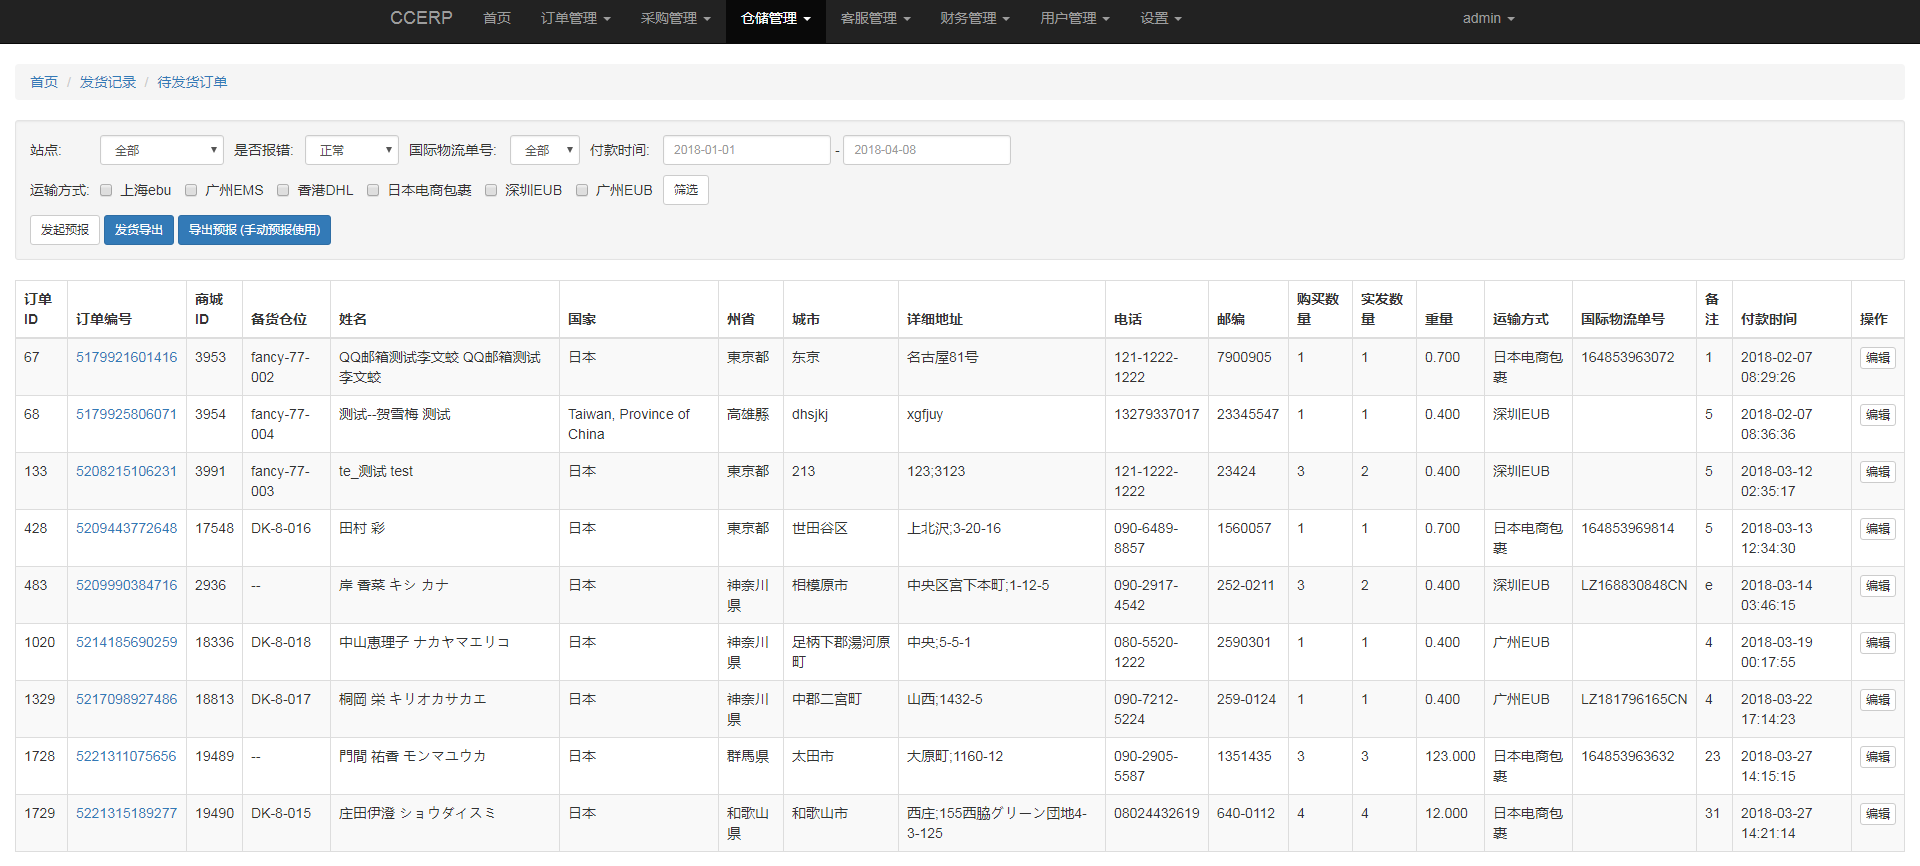 CCERP 首页 订单管理 采购管理 仓储管理 客服管理 财务管理 用户管理 设置 admin
首页 / 发货记录 / 待发货订单
站点: 全部 是否报错: 正常 国际物流单号: 全部 付款时间: 2018-01-01 - 2018-04-08
运输方式: 上海ebu 广州EMS 香港DHL 日本电商包裹 深圳EUB 广州EUB 筛选
发起预报 发货导出 导出预报 (手动预报使用)
订单 商城 购买数 实发数 备
ID 订单编号 ID 备货仓位 姓名 国家 州省 城市 详细地址 电话 邮编 量 量 重量 运输方式 国际物流单号 注 付款时间 操作
67 5179921601416 3953 fancy-77- QQ邮箱测试李文蛟 QQ邮箱测试 日本 東京都 东京 名古屋81号 121-1222- 7900905 1 1 0.700 日本电商包 164853963072 1 2018-02-07 编辑
002 李文蛟 1222 裹 08:29:26
68 5179925806071 3954 fancy-77- 测试--贺雪梅 测试 Taiwan, Province of 高雄縣 dhsjkj xgfjuy 13279337017 23345547 1 1 0.400 深圳EUB 5 2018-02-07 编辑
004 China 08:36:36
133 5208215106231 3991 fancy-77- te_测试 test 日本 東京都 213 123;3123 121-1222- 23424 3 2 0.400 深圳EUB 5 2018-03-12 编辑
003 1222 02:35:17
428 5209443772648 17548 DK-8-016 田村 彩 日本 東京都 世田谷区 上北沢;3-20-16 090-6489- 1560057 1 1 0.700 日本电商包 164853969814 5 2018-03-13 编辑
8857 裹 12:34:30
483 5209990384716 2936 -- 岸 香菜 キシ カナ 日本 神奈川 相模原市 中央区宮下本町;1-12-5 090-2917- 252-0211 3 2 0.400 深圳EUB LZ168830848CN e 2018-03-14 编辑
県 4542 03:46:15
1020 5214185690259 18336 DK-8-018 中山恵理子 ナカヤマエリコ 日本 神奈川 足柄下郡湯河原 中央;5-5-1 080-5520- 2590301 1 1 0.400 广州EUB 4 2018-03-19 编辑
県 町 1222 00:17:55
1329 5217098927486 18813 DK-8-017 桐岡 栄 キリオカサカエ 日本 神奈川 中郡二宮町 山西;1432-5 090-7212- 259-0124 1 1 0.400 广州EUB LZ181796165CN 4 2018-03-22 编辑
県 5224 17:14:23
1728 5221311075656 19489 -- 門間 祐香 モンマユウカ 日本 群馬県 太田市 大原町;1160-12 090-2905- 1351435 3 3 123.000 日本电商包 164853963632 23 2018-03-27 编辑
5587 裹 14:15:15
1729 5221315189277 19490 DK-8-015 庄田伊澄 ショウダイスミ 日本 和歌山 和歌山市 西庄;155西脇グリーン団地4- 08024432619 640-0112 4 4 12.000 日本电商包 31 2018-03-27 编辑
県 3-125 裹 14:21:14